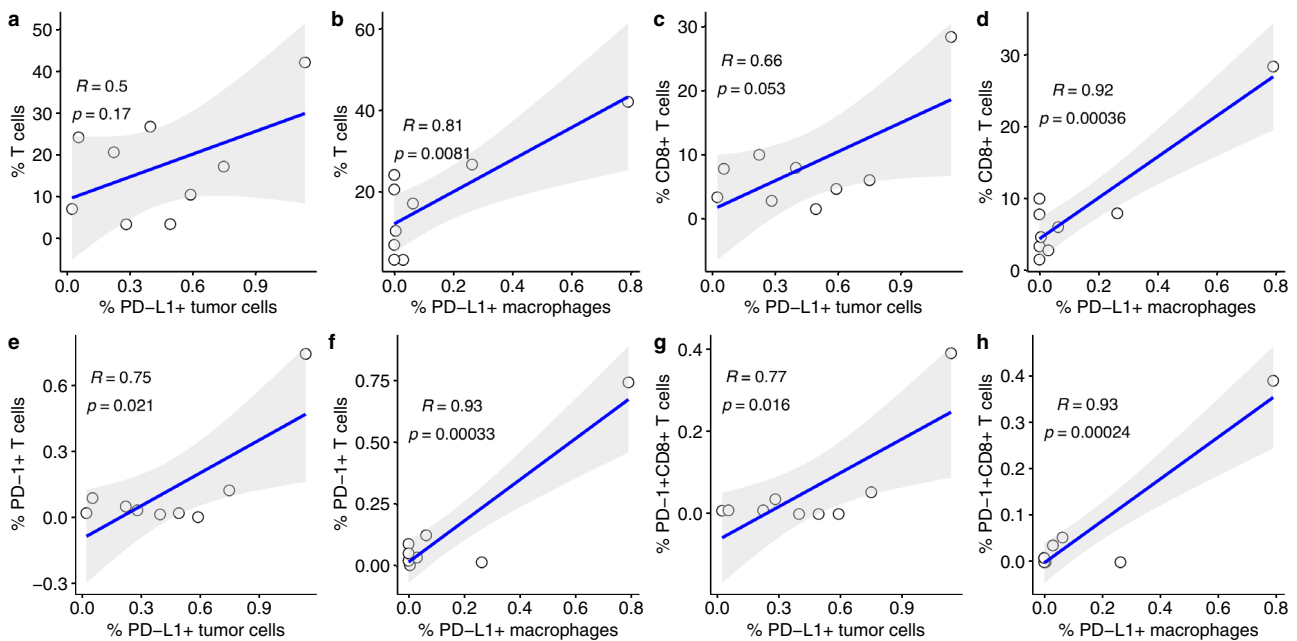 a
% T cells
50
40
30
20
10
0
R = 0.5
p = 0.17
0.0 0.3 0.6 0.9
% PD−L1+ tumor cells
b
% T cells
60
40
20
R = 0.81
p = 0.0081
0.0 0.2 0.4 0.6 0.8
% PD−L1+ macrophages
c
% CD8+ T cells
30
20
10
0
R = 0.66
p = 0.053
0.0 0.3 0.6 0.9
% PD−L1+ tumor cells
d
% CD8+ T cells
30
20
10
0
R = 0.92
p = 0.00036
0.0 0.2 0.4 0.6 0.8
% PD−L1+ macrophages
e
% PD−1+ T cells
0.6
0.3
0.0
−0.3
R = 0.75
p = 0.021
0.0 0.3 0.6 0.9
% PD−L1+ tumor cells
f
% PD−1+ T cells
0.75
0.50
0.25
0.00
R = 0.93
p = 0.00033
0.0 0.2 0.4 0.6 0.8
% PD−L1+ macrophages
g
% PD−1+CD8+ T cells
0.4
0.2
0.0
R = 0.77
p = 0.016
0.0 0.3 0.6 0.9
% PD−L1+ tumor cells
h
% PD−1+CD8+ T cells
0.4
0.3
0.2
0.1
0.0
R = 0.93
p = 0.00024
0.0 0.2 0.4 0.6 0.8
% PD−L1+ macrophages